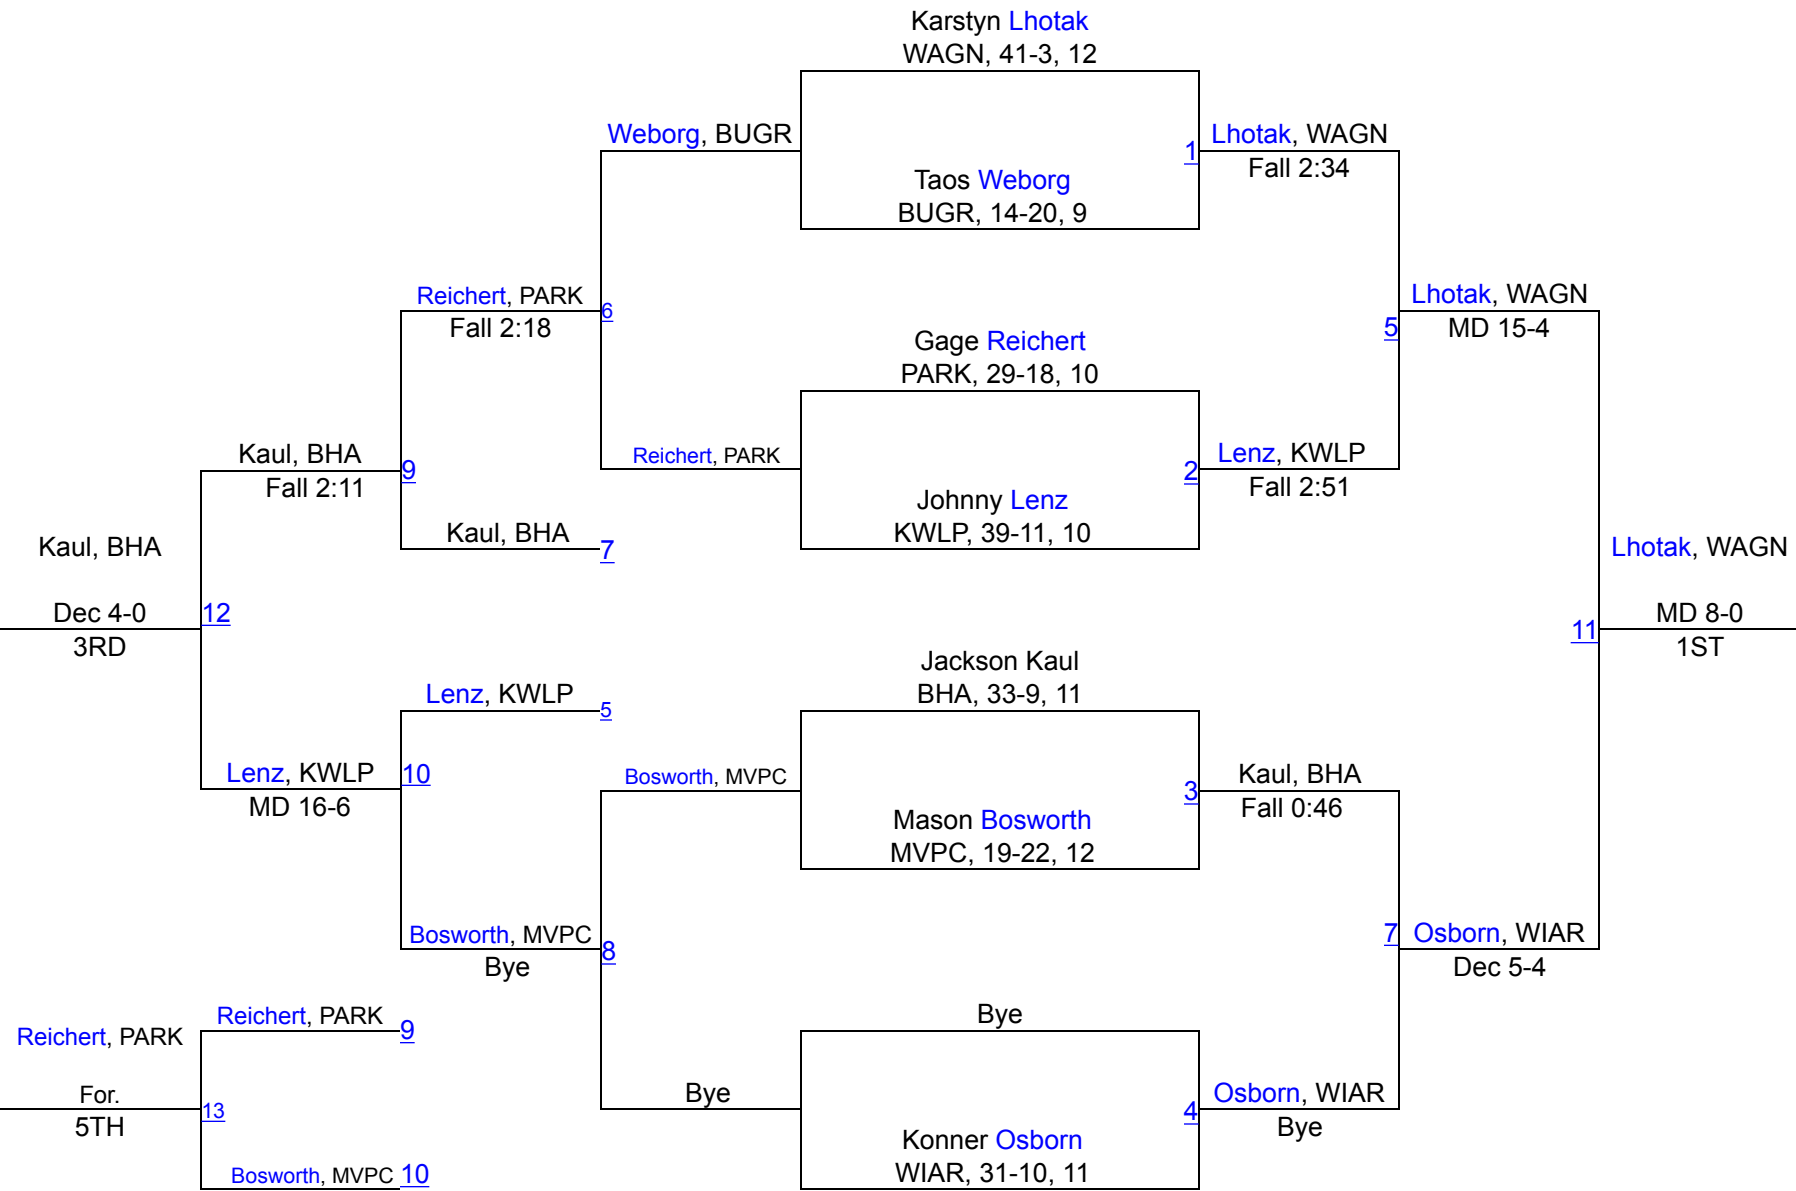 Karstyn Lhotak
WAGN, 41-3, 12
Weborg, BUGR
1
Lhotak, WAGN
Fall 2:34
Taos Weborg
BUGR, 14-20, 9
Reichert, PARK
Fall 2:18
6
Lhotak, WAGN
MD 15-4
5
Gage Reichert
PARK, 29-18, 10
Kaul, BHA
Fall 2:11
9
Reichert, PARK
2
Lenz, KWLP
Fall 2:51
Johnny Lenz
KWLP, 39-11, 10
Kaul, BHA
7
Kaul, BHA
Dec 4-0
3RD
12
Lhotak, WAGN
MD 8-0
1ST
11
Jackson Kaul
BHA, 33-9, 11
Lenz, KWLP
5
Lenz, KWLP
MD 16-6
10
Bosworth, MVPC
3
Kaul, BHA
Fall 0:46
Mason Bosworth
MVPC, 19-22, 12
Bosworth, MVPC
Bye
8
7
Osborn, WIAR
Dec 5-4
Reichert, PARK
For.
5TH
Reichert, PARK
9
13
Bosworth, MVPC
10
Bye
Bye
4
Osborn, WIAR
Bye
Konner Osborn
WIAR, 31-10, 11